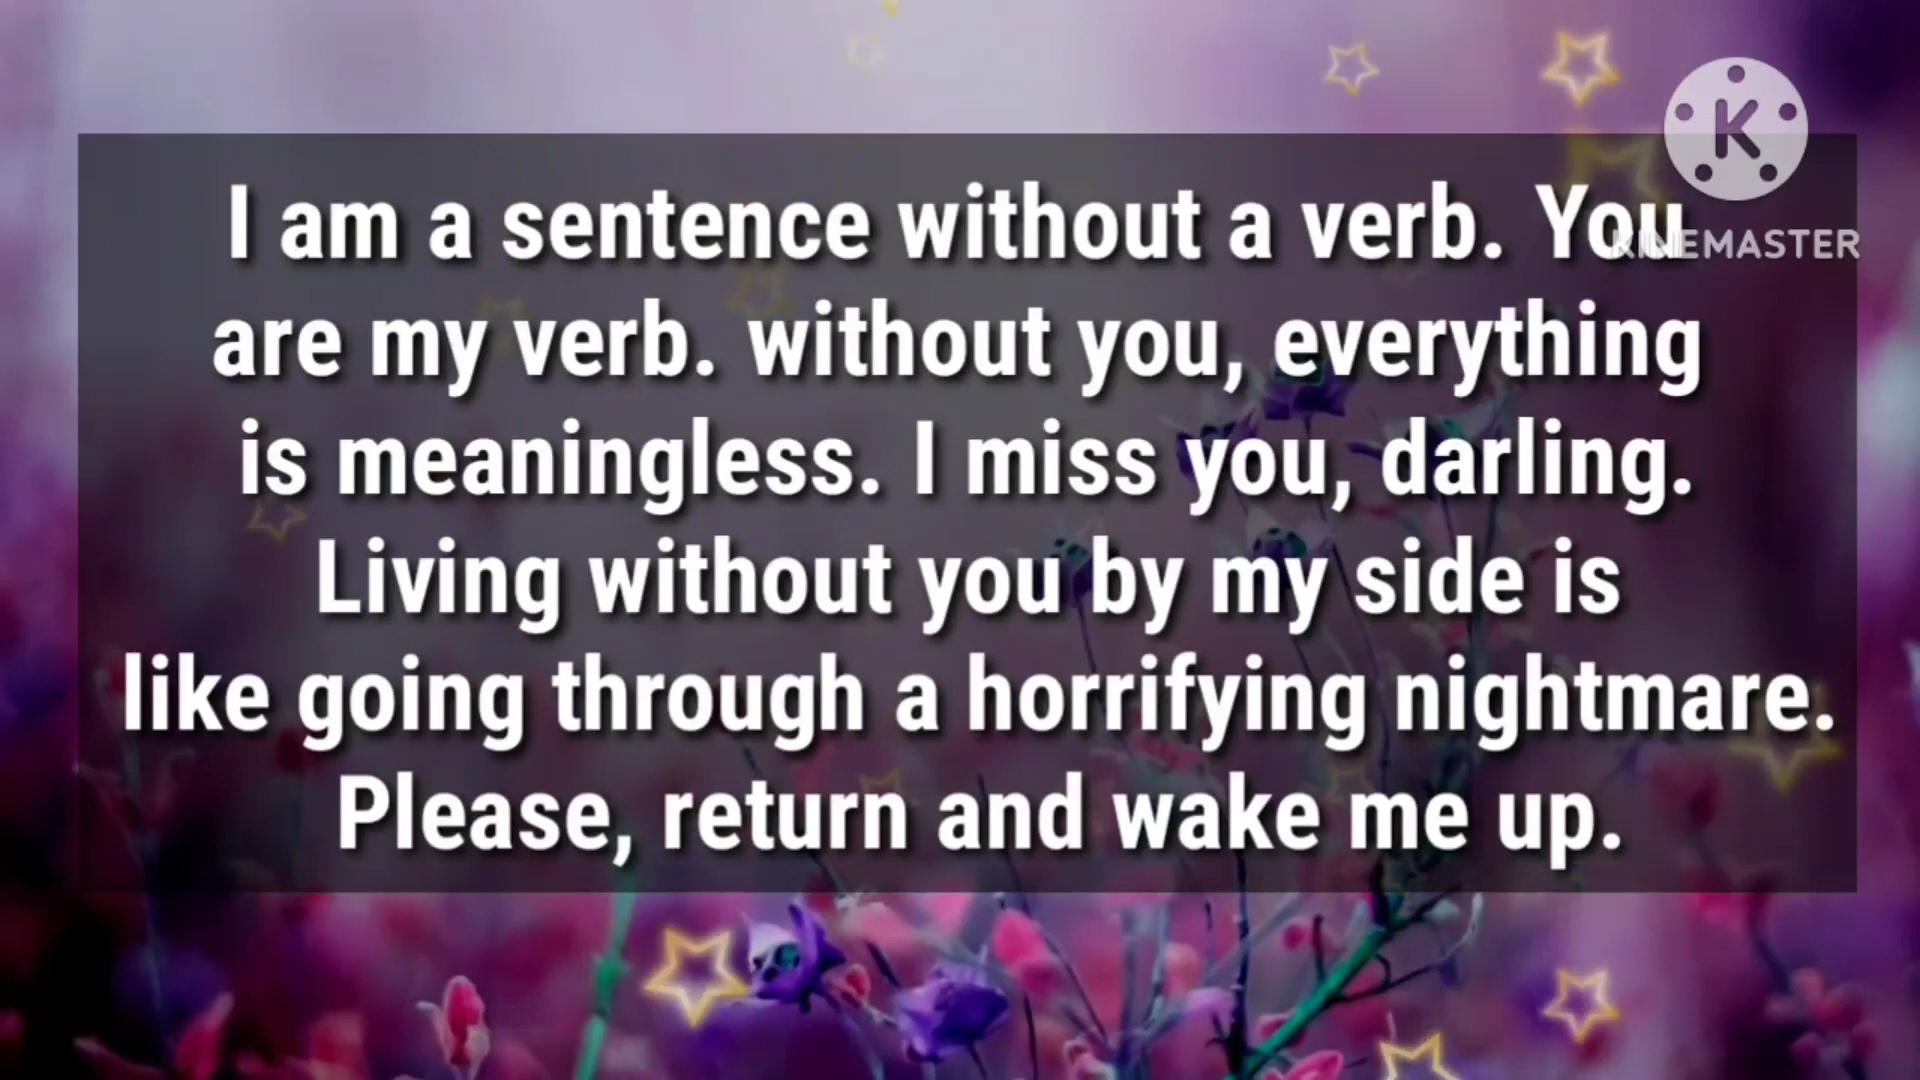 I am a sentence without a verb. You
are my verb. without you, everything
is meaningless. I miss you, darling.
Living without you by my side is
like going through a horrifying nightmare.
Please, return and wake me up.
K
KINEMASTER